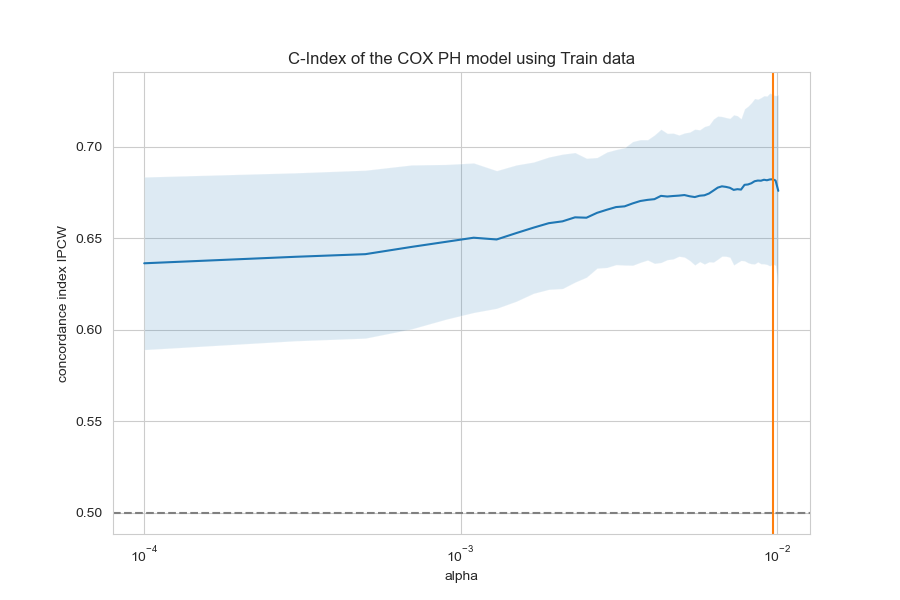 C-Index of the COX PH model using Train data
concordance index IPCW
0.70
0.65
0.60
0.55
0.50
10⁻⁴
10⁻³
10⁻²
alpha